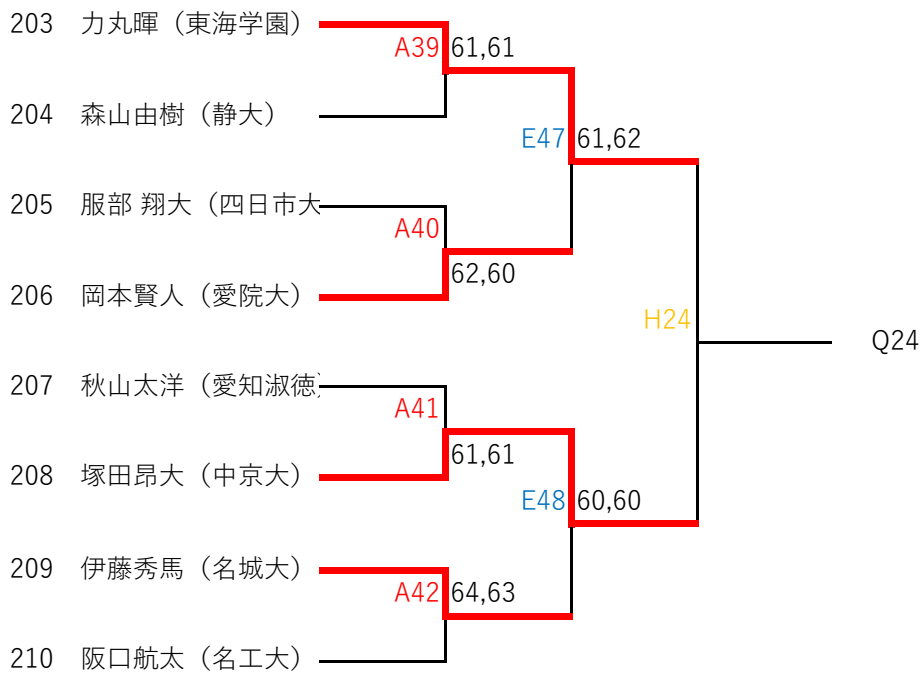 203 力丸暉（東海学園）
A39 61,61
204 森山由樹（静大）
E47 61,62
205 服部 翔大（四日市大
A40
62,60
206 岡本賢人（愛院大）
H24
Q24
207 秋山太洋（愛知淑徳）
A41
61,61
208 塚田昂大（中京大）
E48 60,60
209 伊藤秀馬（名城大）
A42 64,63
210 阪口航太（名工大）